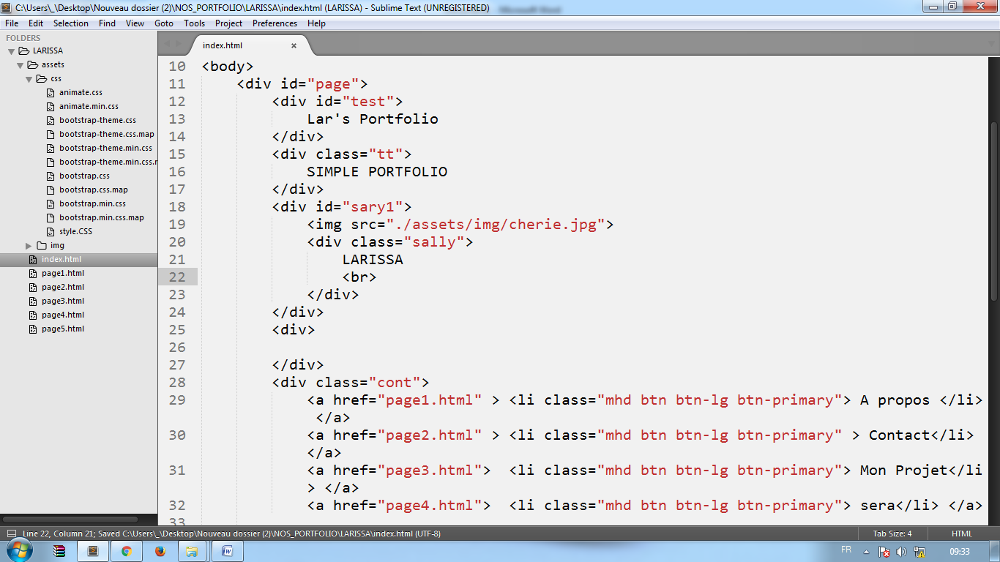 C:\Users\_\Desktop\Nouveau dossier (2)\NOS_PORTFOLIO\LARISSA\index.html (LARISSA) - Sublime Text (UNREGISTERED)
File Edit Selection Find View Goto Tools Project Preferences Help
FOLDERS
LARISSA
assets
css
animate.css
animate.min.css
bootstrap-theme.css
bootstrap-theme.css.map
bootstrap-theme.min.css
bootstrap-theme.min.css.m
bootstrap.css
bootstrap.css.map
bootstrap.min.css
bootstrap.min.css.map
style.CSS
img
index.html
page1.html
page2.html
page3.html
page4.html
page5.html
index.html ×
10 <body>
11 <div id="page">
12 <div id="test">
13 Lar's Portfolio
14 </div>
15 <div class="tt">
16 SIMPLE PORTFOLIO
17 </div>
18 <div id="sary1">
19 <img src="./assets/img/cherie.jpg">
20 <div class="sally">
21 LARISSA
22 <br>
23 </div>
24 </div>
25 <div>
26
27 </div>
28 <div class="cont">
29 <a href="page1.html" > <li class="mhd btn btn-lg btn-primary"> A propos </li>
</a>
30 <a href="page2.html" > <li class="mhd btn btn-lg btn-primary" > Contact</li>
</a>
31 <a href="page3.html">  <li class="mhd btn btn-lg btn-primary"> Mon Projet</li
> </a>
32 <a href="page4.html">  <li class="mhd btn btn-lg btn-primary"> sera</li> </a>
33
Line 22, Column 21; Saved C:\Users\_\Desktop\Nouveau dossier (2)\NOS_PORTFOLIO\LARISSA\index.html (UTF-8) Tab Size: 4 HTML
FR 09:33